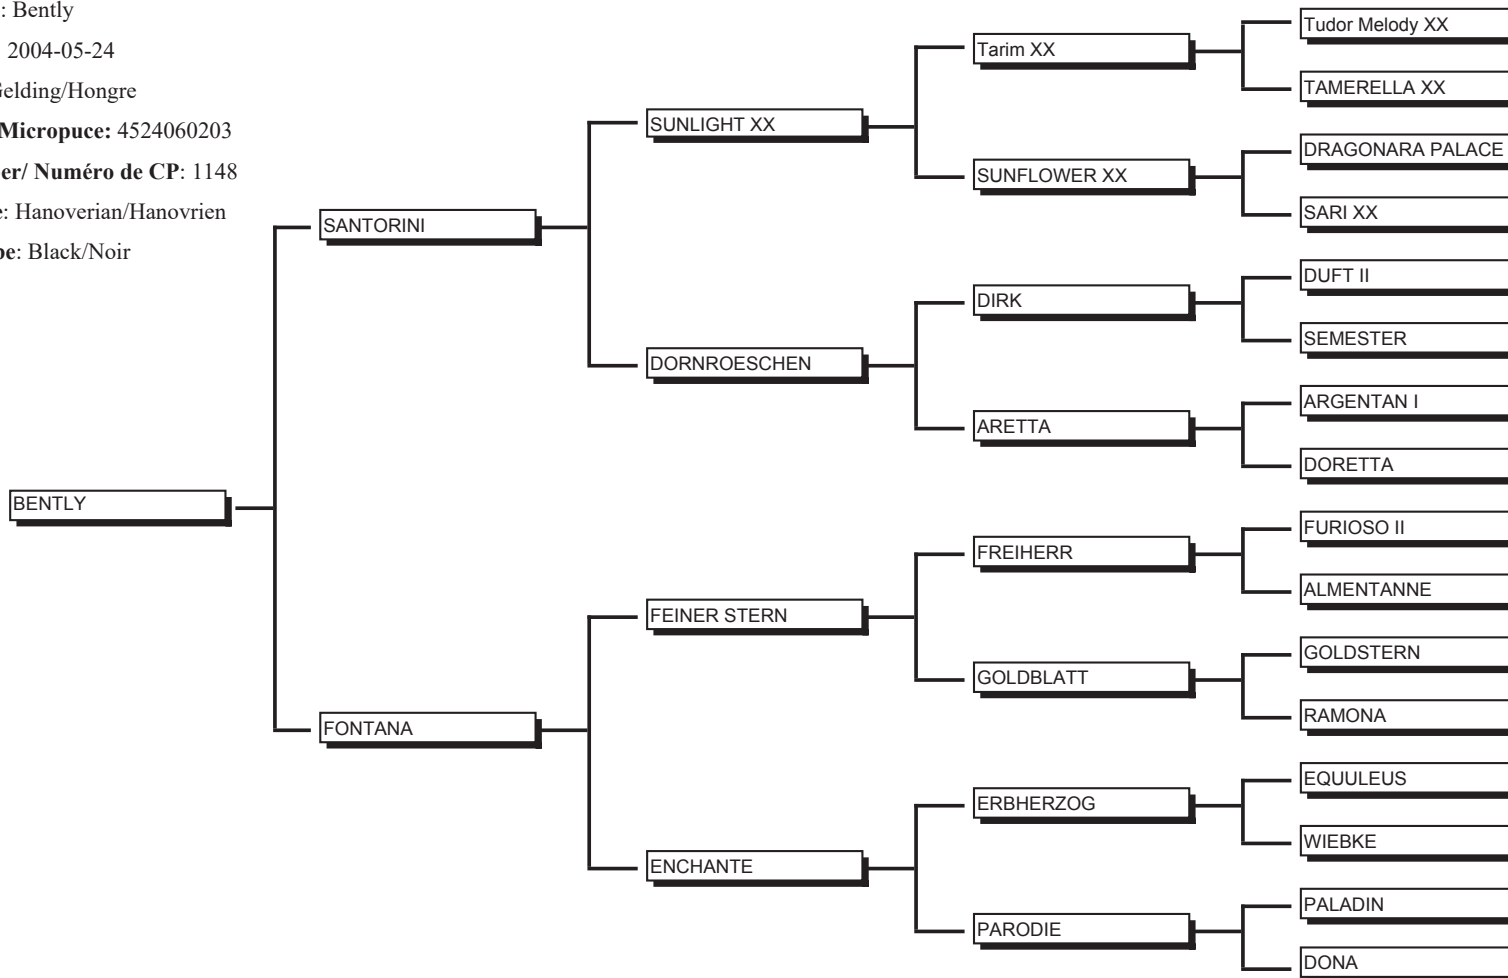 : Bently
: 2004-05-24
Gelding/Hongre
Micropuce: 4524060203
er/ Numéro de CP: 1148
e: Hanoverian/Hanovrien
pe: Black/Noir
BENTLY
SANTORINI
FONTANA
SUNLIGHT XX
DORNROESCHEN
FEINER STERN
ENCHANTE
Tarim XX
SUNFLOWER XX
DIRK
ARETTA
FREIHERR
GOLDBLATT
ERBHERZOG
PARODIE
Tudor Melody XX
TAMERELLA XX
DRAGONARA PALACE
SARI XX
DUFT II
SEMESTER
ARGENTAN I
DORETTA
FURIOSO II
ALMENTANNE
GOLDSTERN
RAMONA
EQUULEUS
WIEBKE
PALADIN
DONA